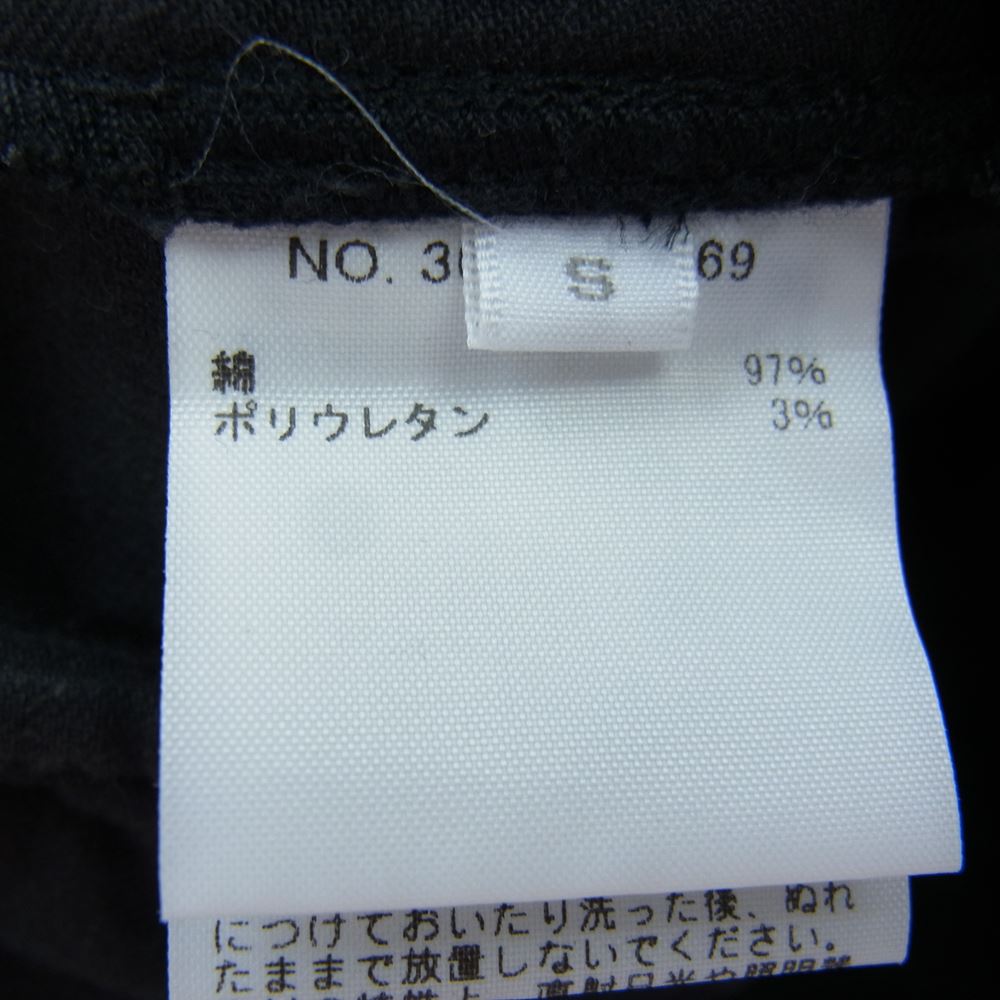 NO. 3
S
69
綿 97%
ポリウレタン 3%
につけておいたり洗った後、ぬれ
たままで放置しないでください。